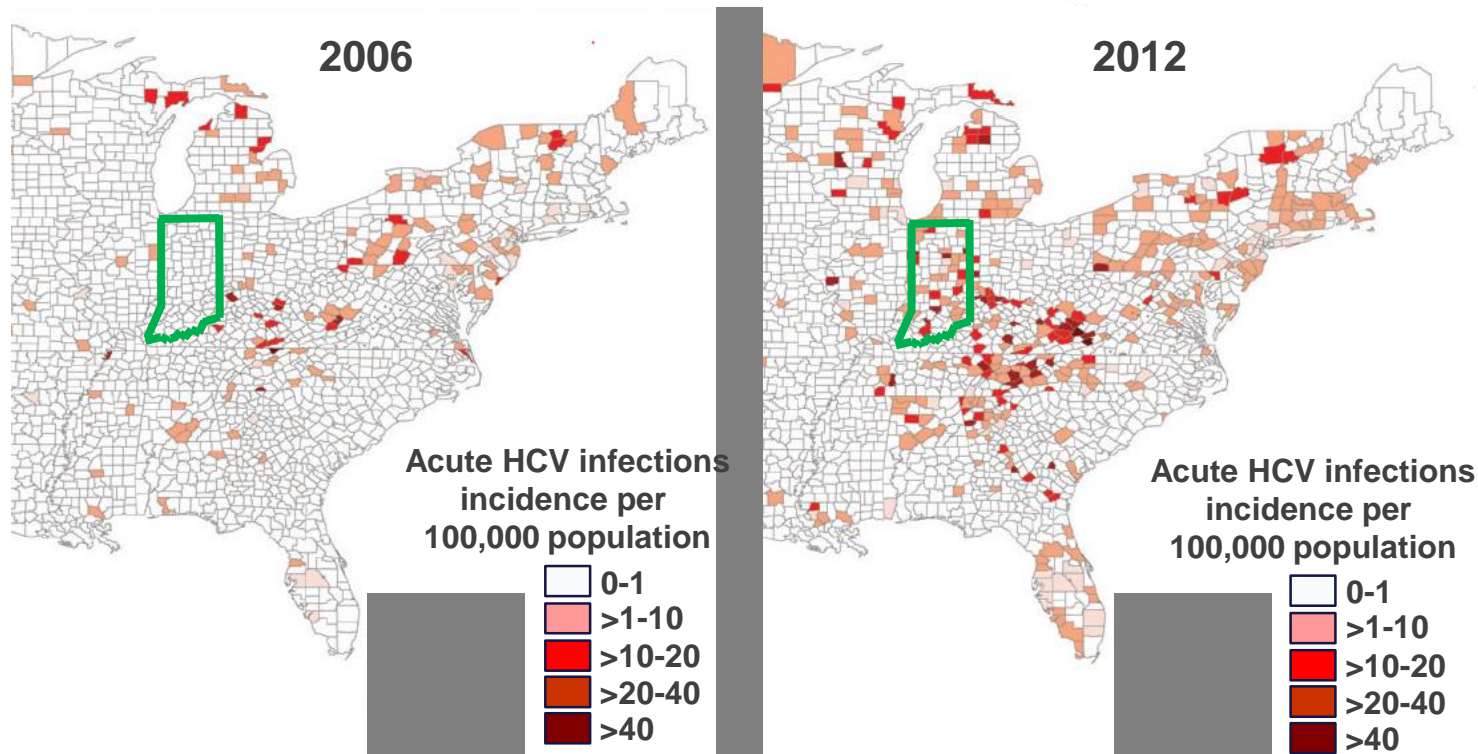 2006
Acute HCV infections
incidence per
100,000 population
0-1
>1-10
>10-20
>20-40
>40
2012
Acute HCV infections
incidence per
100,000 population
0-1
>1-10
>10-20
>20-40
>40